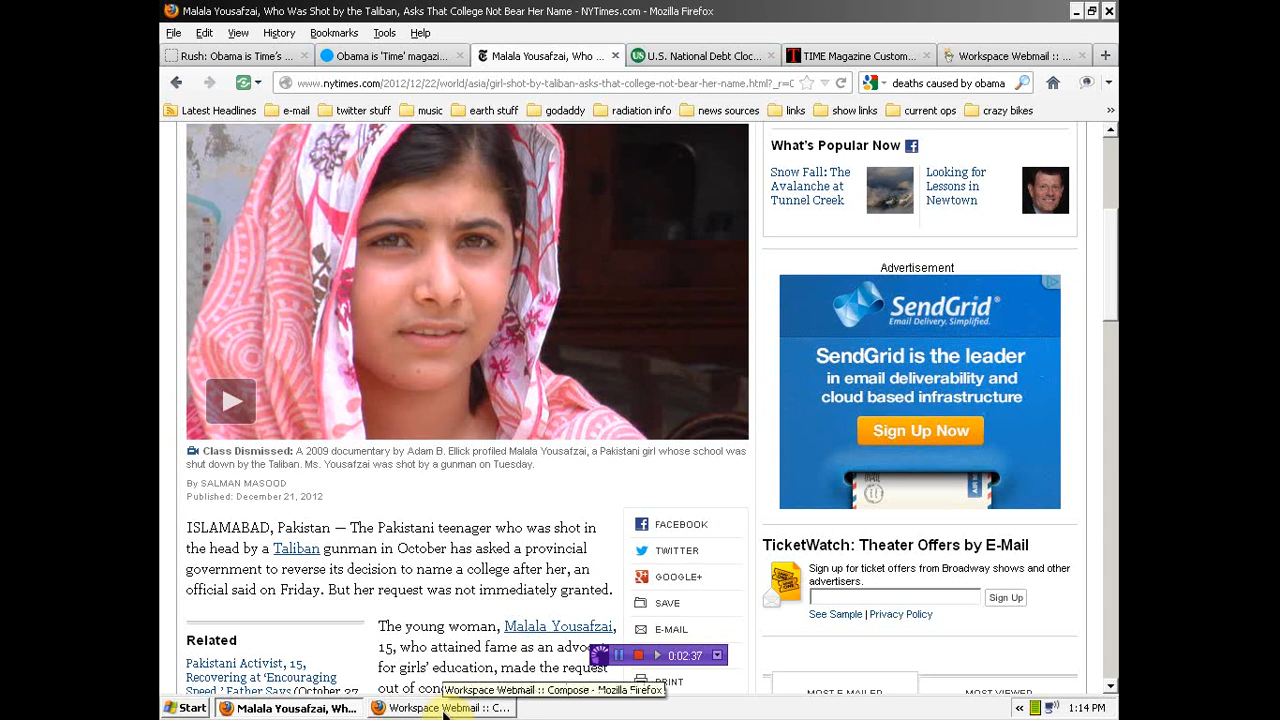 Malala Yousafzai, Who Was Shot by the Taliban, Asks That College Not Bear Her Name - NYTimes.com - Mozilla Firefox
File Edit View History Bookmarks Tools Help
Rush: Obama is Time's ...
Obama is 'Time' magazi...
Malala Yousafzai, Who ...
U.S. National Debt Cloc...
TIME Magazine Custom...
Workspace Webmail :: ...
www.nytimes.com/2012/12/22/world/asia/girl-shot-by-taliban-asks-that-college-not-bear-her-name.html?_r=0
deaths caused by obama
Latest Headlines e-mail twitter stuff music earth stuff godaddy radiation info news sources links show links current ops crazy bikes »
Class Dismissed: A 2009 documentary by Adam B. Ellick profiled Malala Yousafzai, a Pakistani girl whose school was
shut down by the Taliban. Ms. Yousafzai was shot by a gunman on Tuesday.
By SALMAN MASOOD
Published: December 21, 2012
ISLAMABAD, Pakistan — The Pakistani teenager who was shot in
the head by a Taliban gunman in October has asked a provincial
government to reverse its decision to name a college after her, an
official said on Friday. But her request was not immediately granted.
Related
Pakistani Activist, 15,
Recovering at 'Encouraging
Speed,' Father Says (October 27,
The young woman, Malala Yousafzai,
15, who attained fame as an
for girls' education, made the request
out of
FACEBOOK
TWITTER
GOOGLE+
SAVE
E-MAIL
PRINT
0:02:37
What's Popular Now
Snow Fall: The
Avalanche at
Tunnel Creek
Looking for
Lessons in
Newtown
Advertisement
SendGrid®
Email Delivery. Simplified.
SendGrid is the leader
in email deliverability and
cloud based infrastructure
Sign Up Now
AIR
TicketWatch: Theater Offers by E-Mail
Sign up for ticket offers from Broadway shows and other
advertisers.
Sign Up
See Sample | Privacy Policy
MOST E-MAILED MOST VIEWED
Workspace Webmail :: Compose - Mozilla Firefox
Start
Malala Yousafzai, Wh...
Workspace Webmail :: C...
«
1:14 PM